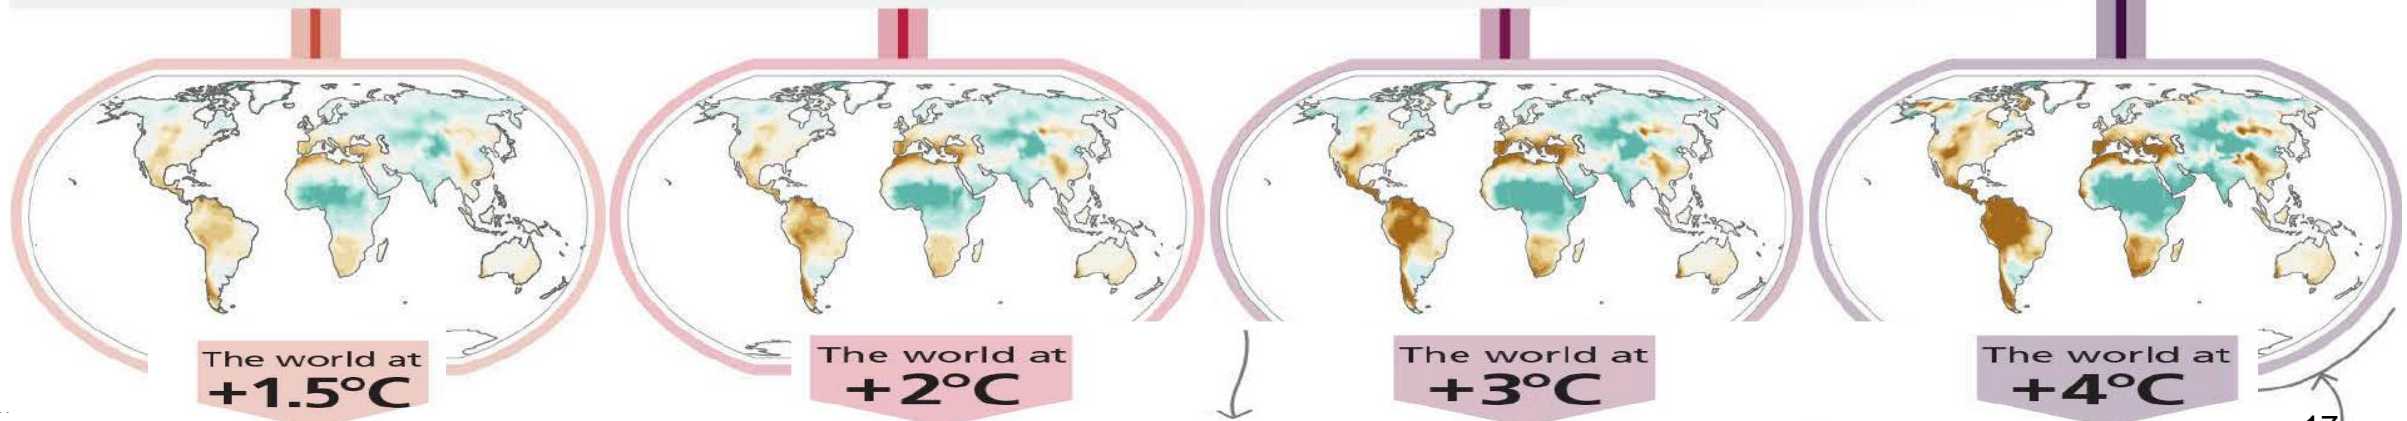 The world at
+1.5°C
The world at
+2°C
The world at
+3°C
The world at
+4°C